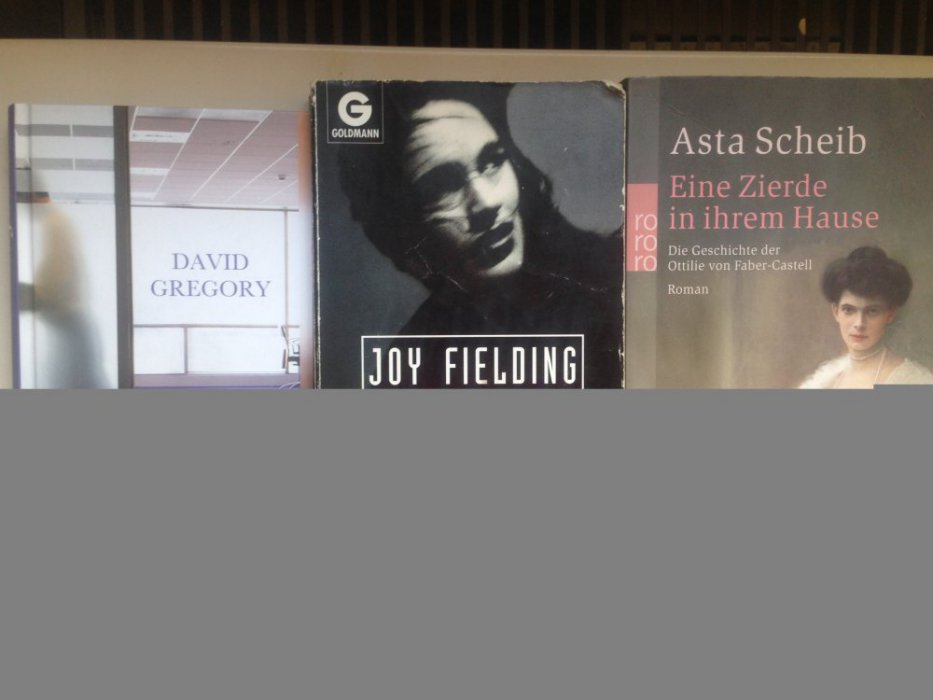 DAVID
GREGORY
G
GOLDMANN
JOY FIELDING
Asta Scheib
Eine Zierde
in ihrem Hause
ro
ro
ro
Die Geschichte der
Ottilie von Faber-Castell
Roman